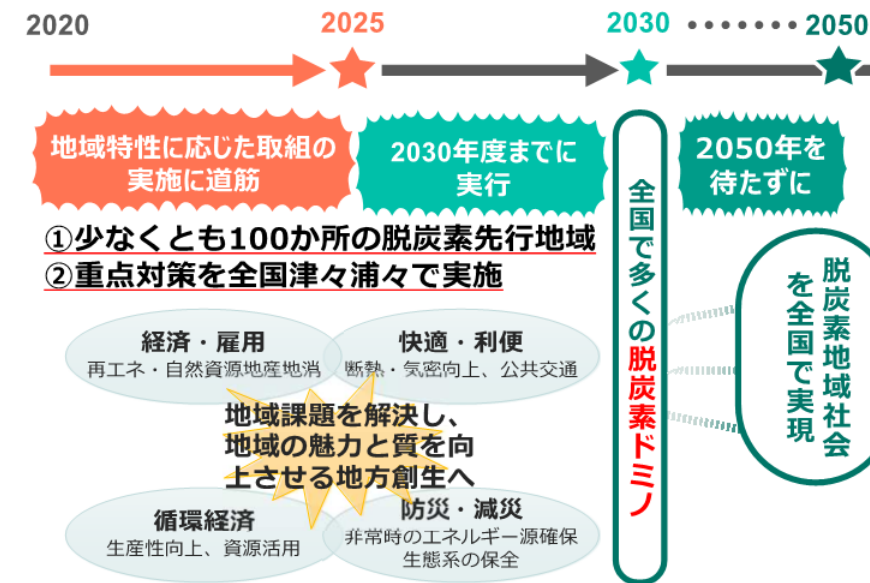 2020
2025
2030 ・・・・・・・・ 2050
地域特性に応じた取組の
実施に道筋
2030年度までに
実行
2050年を
待たずに
①少なくとも100か所の脱炭素先行地域
②重点対策を全国津々浦々で実施
全国で多くの脱炭素ドミノ
脱炭素地域社会
を全国で実現
経済・雇用
再エネ・自然資源地産地消
快適・利便
断熱・気密向上、公共交通
地域課題を解決し、
地域の魅力と質を向
上させる地方創生へ
循環経済
生産性向上、資源活用
防災・減災
非常時のエネルギー源確保
生態系の保全